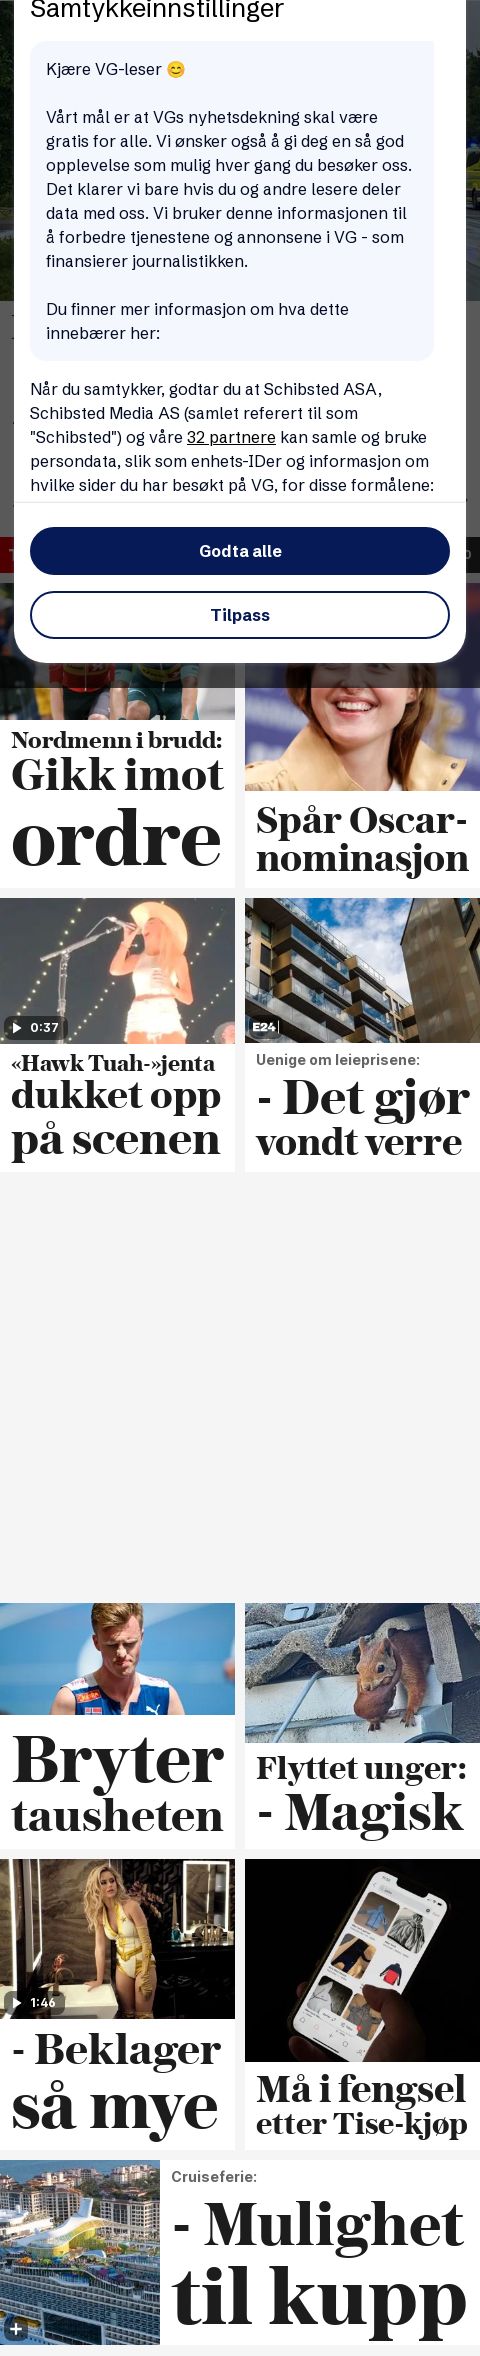 Samtykkeinnstillinger
Kjære VG-leser 😊
Vårt mål er at VGs nyhetsdekning skal være
gratis for alle. Vi ønsker også å gi deg en så god
opplevelse som mulig hver gang du besøker oss.
Det klarer vi bare hvis du og andre lesere deler
data med oss. Vi bruker denne informasjonen til
å forbedre tjenestene og annonsene i VG - som
finansierer journalistikken.
Du finner mer informasjon om hva dette
innebærer her:
Når du samtykker, godtar du at Schibsted ASA,
Schibsted Media AS (samlet referert til som
"Schibsted") og våre 32 partnere kan samle og bruke
persondata, slik som enhets-IDer og informasjon om
hvilke sider du har besøkt på VG, for disse formålene:
Godta alle
Tilpass
Nordmenn i brudd:
Gikk imot
ordre
Spår Oscar-
nominasjon
0:37
«Hawk Tuah-»jenta
dukket opp
på scenen
E24
Uenige om leieprisene:
- Det gjør
vondt verre
Bryter
tausheten
Flyttet unger:
- Magisk
1:46
- Beklager
så mye
Må i fengsel
etter Tise-kjøp
Cruiseferie:
- Mulighet
til kupp